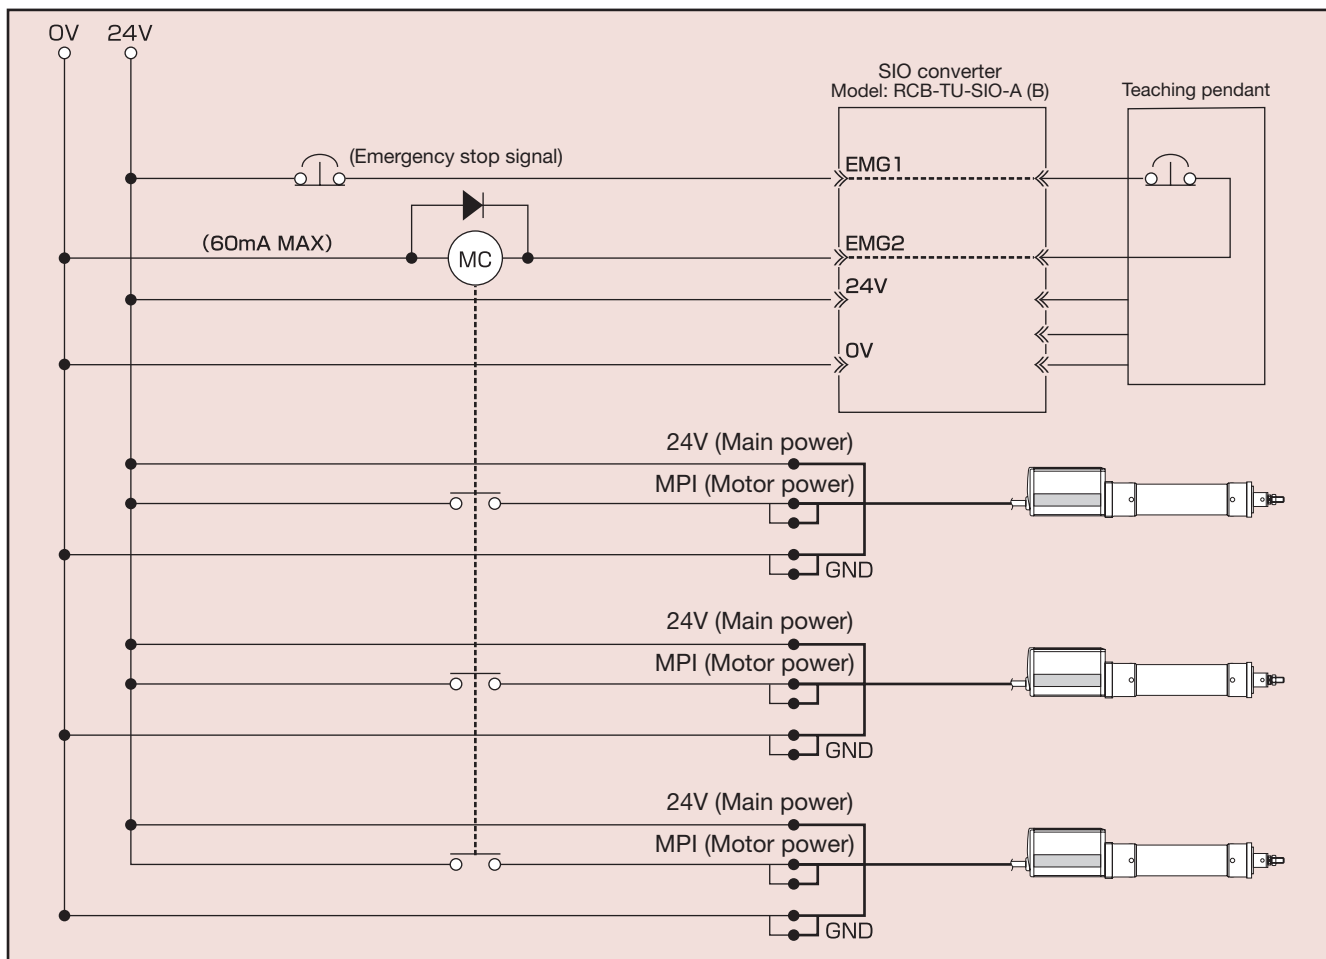 0V 24V
SIO converter
Model: RCB-TU-SIO-A (B)
Teaching pendant
(Emergency stop signal)
EMG1
(60mA MAX)
MC
EMG2
24V
0V
24V (Main power)
MPI (Motor power)
GND
24V (Main power)
MPI (Motor power)
GND
24V (Main power)
MPI (Motor power)
GND